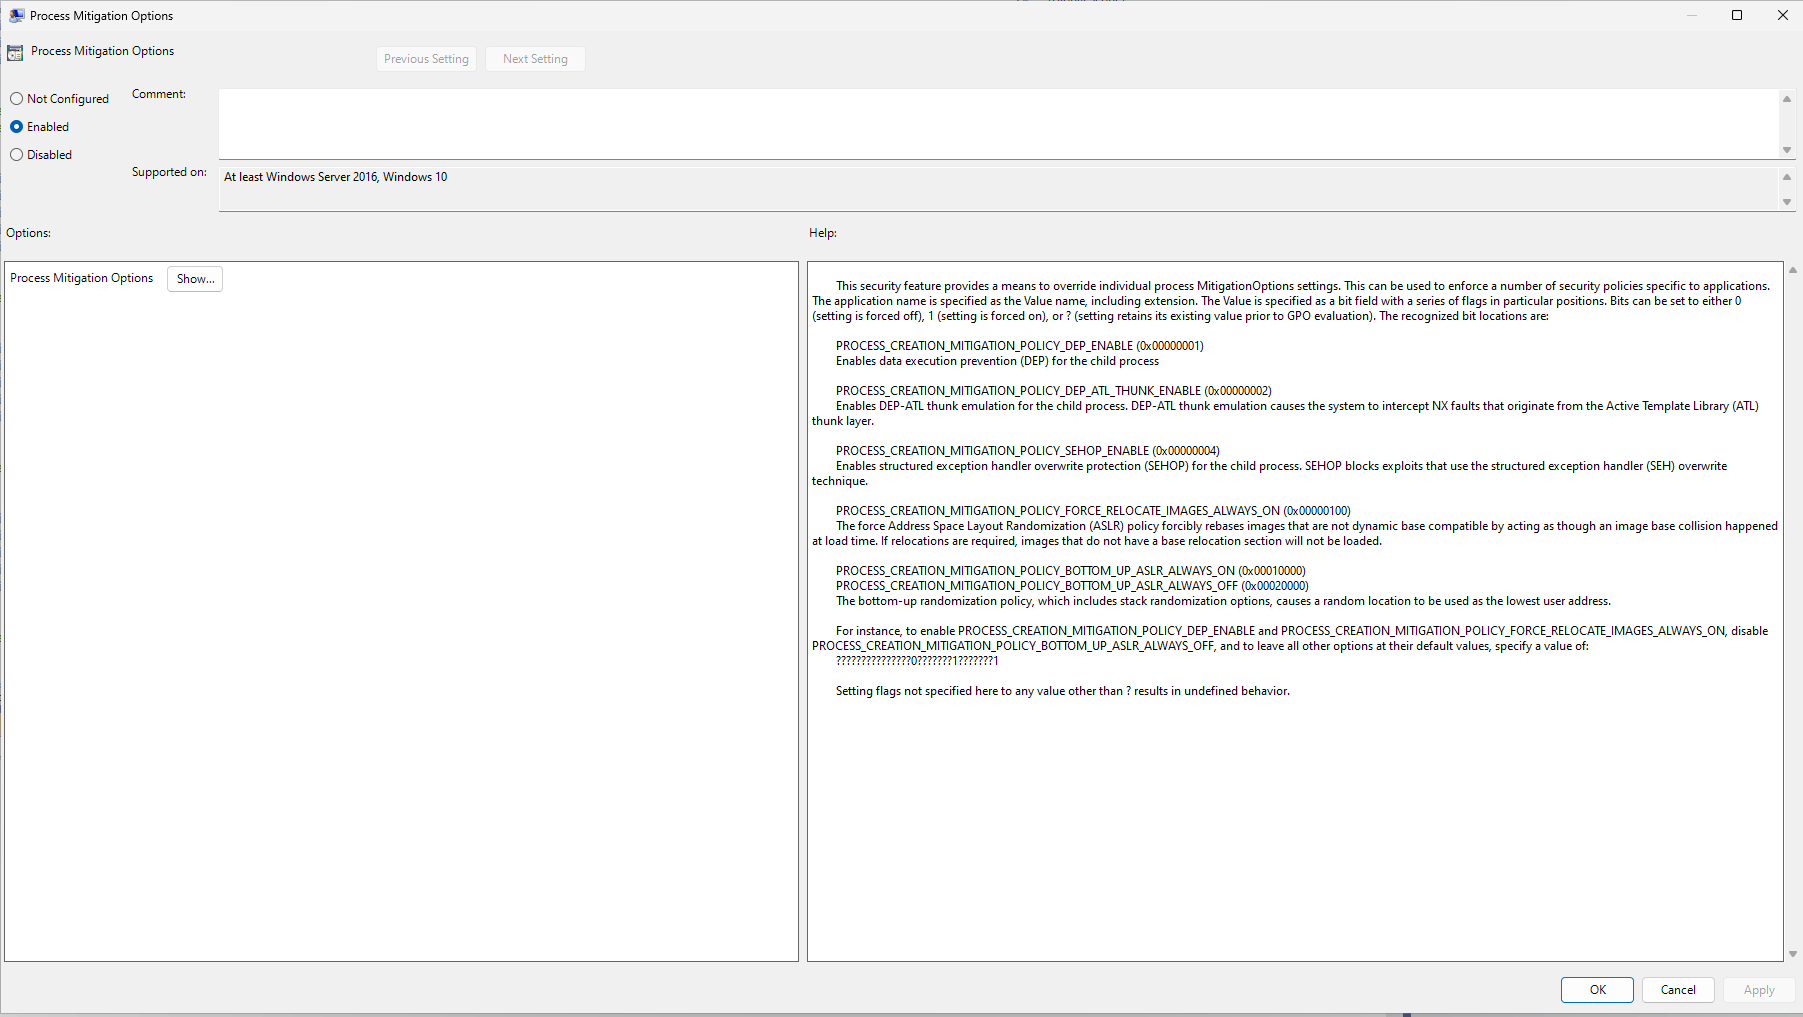 Process Mitigation Options
Process Mitigation Options
Previous Setting
Next Setting
Not Configured
Enabled
Disabled
Comment:
Supported on:
At least Windows Server 2016, Windows 10
Options:
Help:
Process Mitigation Options
Show...
This security feature provides a means to override individual process MitigationOptions settings. This can be used to enforce a number of security policies specific to applications.
The application name is specified as the Value name, including extension. The Value is specified as a bit field with a series of flags in particular positions. Bits can be set to either 0
(setting is forced off), 1 (setting is forced on), or ? (setting retains its existing value prior to GPO evaluation). The recognized bit locations are:
PROCESS_CREATION_MITIGATION_POLICY_DEP_ENABLE (0x00000001)
Enables data execution prevention (DEP) for the child process
PROCESS_CREATION_MITIGATION_POLICY_DEP_ATL_THUNK_ENABLE (0x00000002)
Enables DEP-ATL thunk emulation for the child process. DEP-ATL thunk emulation causes the system to intercept NX faults that originate from the Active Template Library (ATL)
thunk layer.
PROCESS_CREATION_MITIGATION_POLICY_SEHOP_ENABLE (0x00000004)
Enables structured exception handler overwrite protection (SEHOP) for the child process. SEHOP blocks exploits that use the structured exception handler (SEH) overwrite
technique.
PROCESS_CREATION_MITIGATION_POLICY_FORCE_RELOCATE_IMAGES_ALWAYS_ON (0x00000100)
The force Address Space Layout Randomization (ASLR) policy forcibly rebases images that are not dynamic base compatible by acting as though an image base collision happened
at load time. If relocations are required, images that do not have a base relocation section will not be loaded.
PROCESS_CREATION_MITIGATION_POLICY_BOTTOM_UP_ASLR_ALWAYS_ON (0x00010000)
PROCESS_CREATION_MITIGATION_POLICY_BOTTOM_UP_ASLR_ALWAYS_OFF (0x00020000)
The bottom-up randomization policy, which includes stack randomization options, causes a random location to be used as the lowest user address.
For instance, to enable PROCESS_CREATION_MITIGATION_POLICY_DEP_ENABLE and PROCESS_CREATION_MITIGATION_POLICY_FORCE_RELOCATE_IMAGES_ALWAYS_ON, disable
PROCESS_CREATION_MITIGATION_POLICY_BOTTOM_UP_ASLR_ALWAYS_OFF, and to leave all other options at their default values, specify a value of:
???????????????0???????1???????1
Setting flags not specified here to any value other than ? results in undefined behavior.
OK
Cancel
Apply